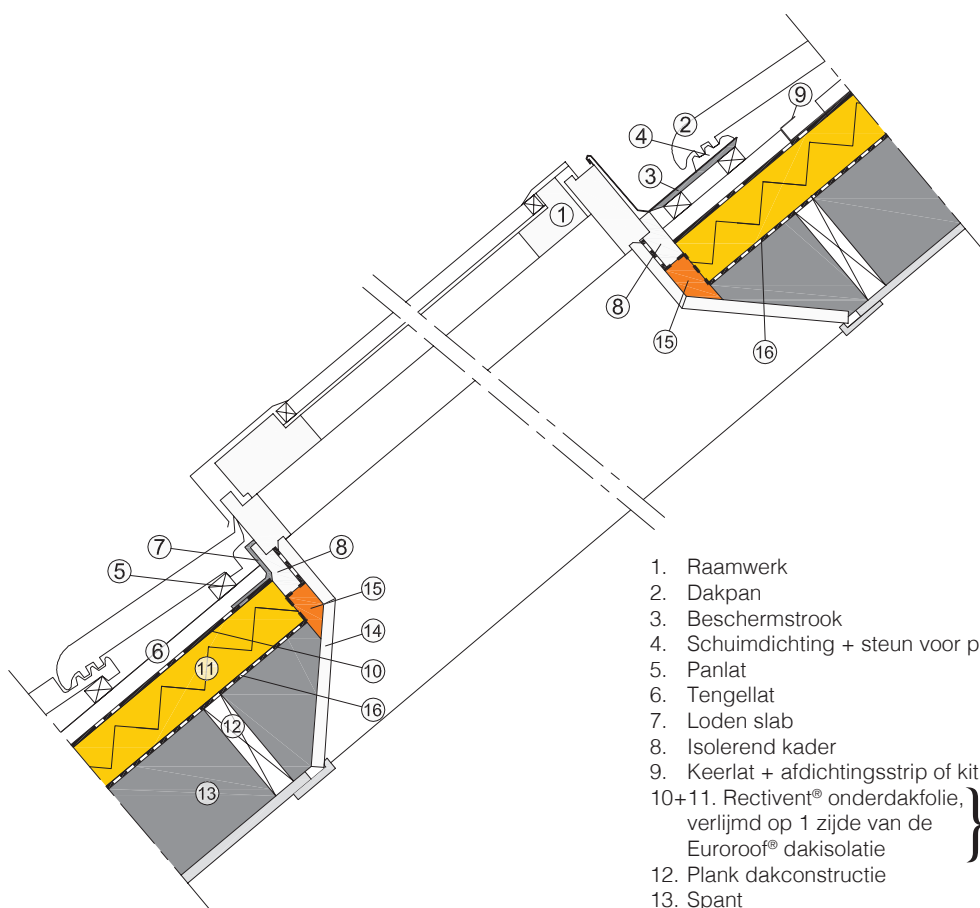 9
2
4
3
1
8
15
16
7
8
5
15
14
6
10
11
16
12
13
1. Raamwerk
2. Dakpan
3. Beschermstrook
4. Schuimdichting + steun voor p
5. Panlat
6. Tengellat
7. Loden slab
8. Isolerend kader
9. Keerlat + afdichtingsstrip of kit
10+11. Rectivent® onderdakfolie,
verlijmd op 1 zijde van de
Euroroof® dakisolatie
12. Plank dakconstructie
13. Spant